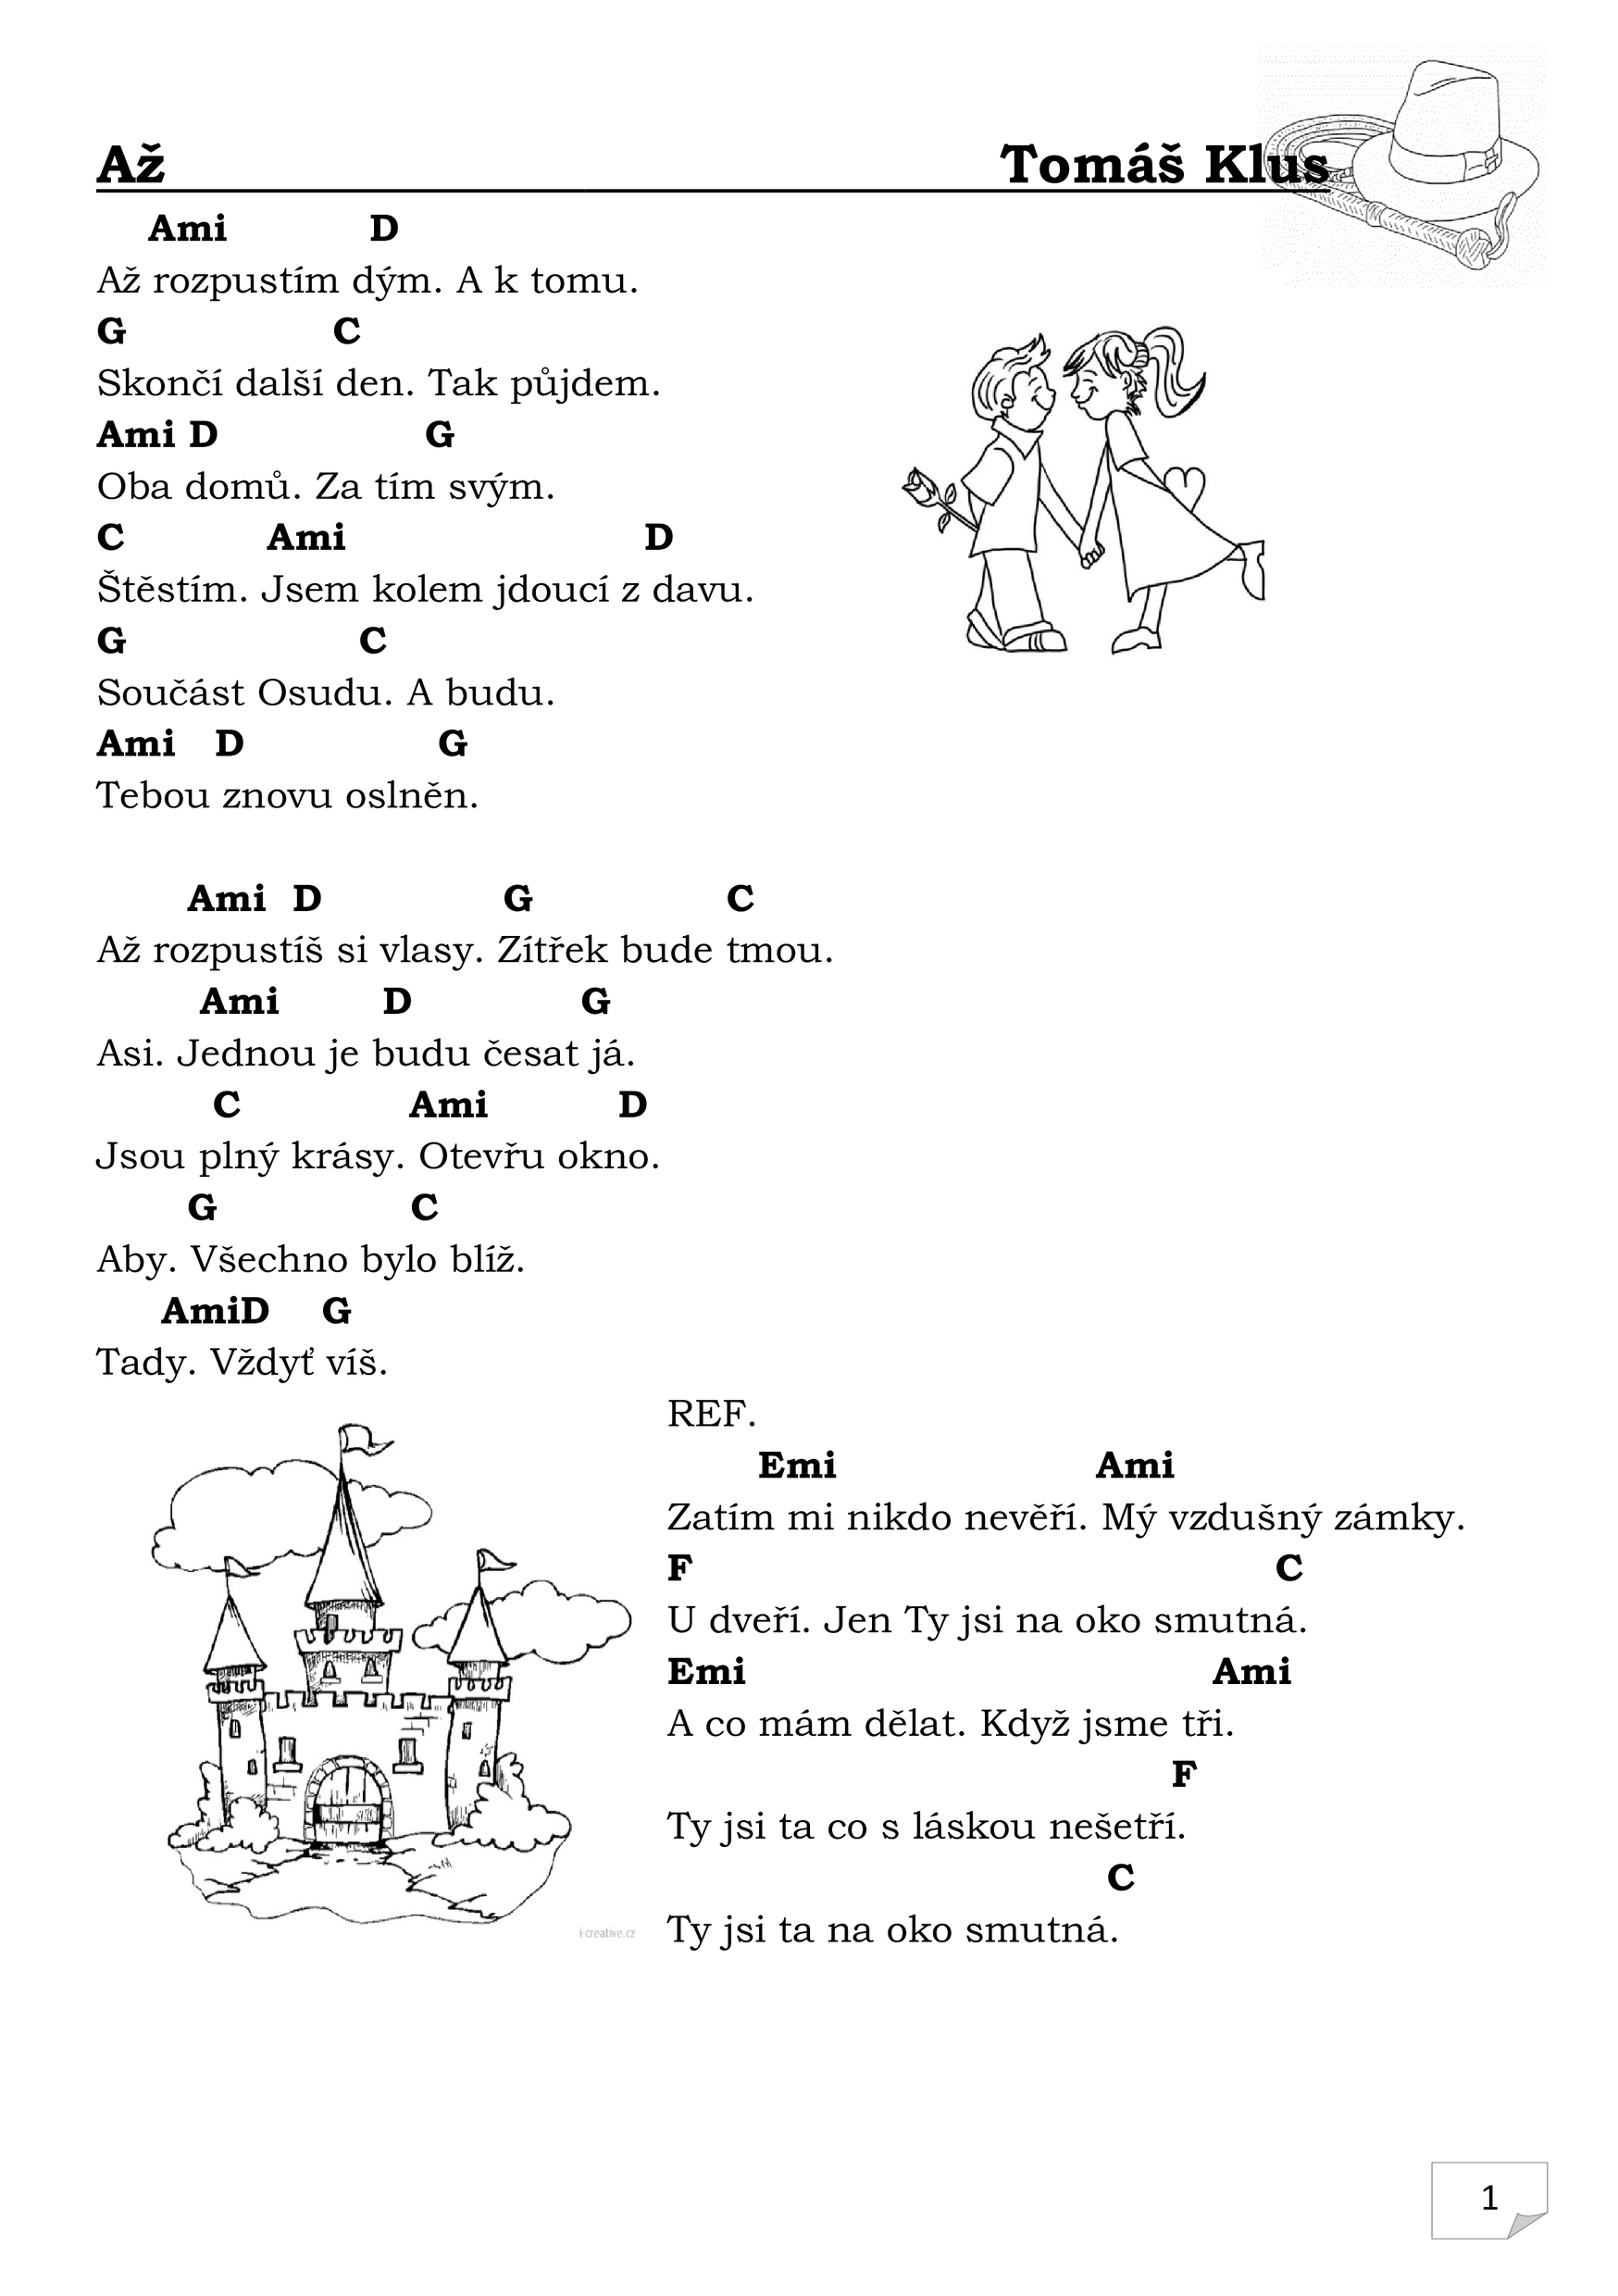 Až Tomáš Klus
Ami D
Až rozpustím dým. A k tomu.
G C
Skončí další den. Tak půjdem.
Ami D G
Oba domů. Za tím svým.
C Ami D
Štěstím. Jsem kolem jdoucí z davu.
G C
Součást Osudu. A budu.
Ami D G
Tebou znovu oslněn.
Ami D G C
Až rozpustíš si vlasy. Zítřek bude tmou.
Ami D G
Asi. Jednou je budu česat já.
C Ami D
Jsou plný krásy. Otevřu okno.
G C
Aby. Všechno bylo blíž.
AmiD G
Tady. Vždyť víš.
REF.
Emi Ami
Zatím mi nikdo nevěří. Mý vzdušný zámky.
F C
U dveří. Jen Ty jsi na oko smutná.
Emi Ami
A co mám dělat. Když jsme tři.
F
Ty jsi ta co s láskou nešetří.
C
Ty jsi ta na oko smutná.
i-creative.cz
1